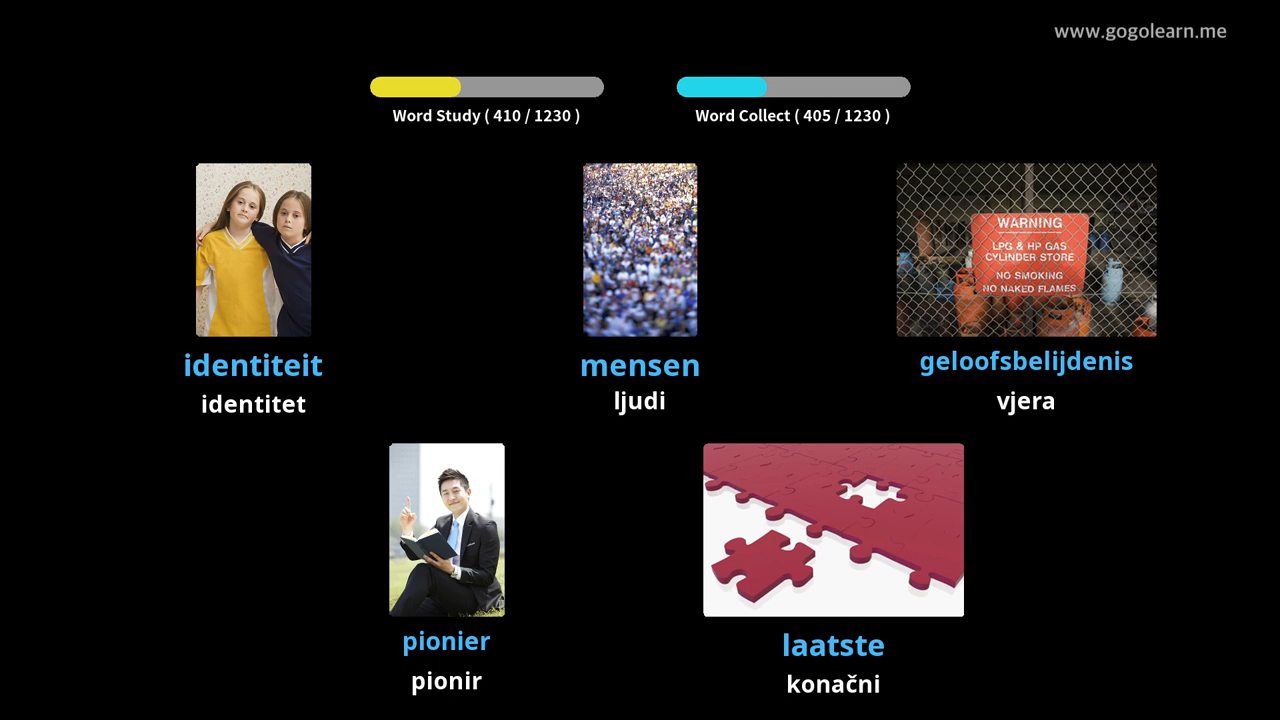 www.gogolearn.me
Word Study ( 410 / 1230 )
Word Collect ( 405 / 1230 )
WARNING
LPG & HP GAS
CYLINDER STORE
NO SMOKING
NO NAKED FLAMES
identiteit
identitet
mensen
ljudi
geloofsbelijdenis
vjera
pionier
pionir
laatste
konačni